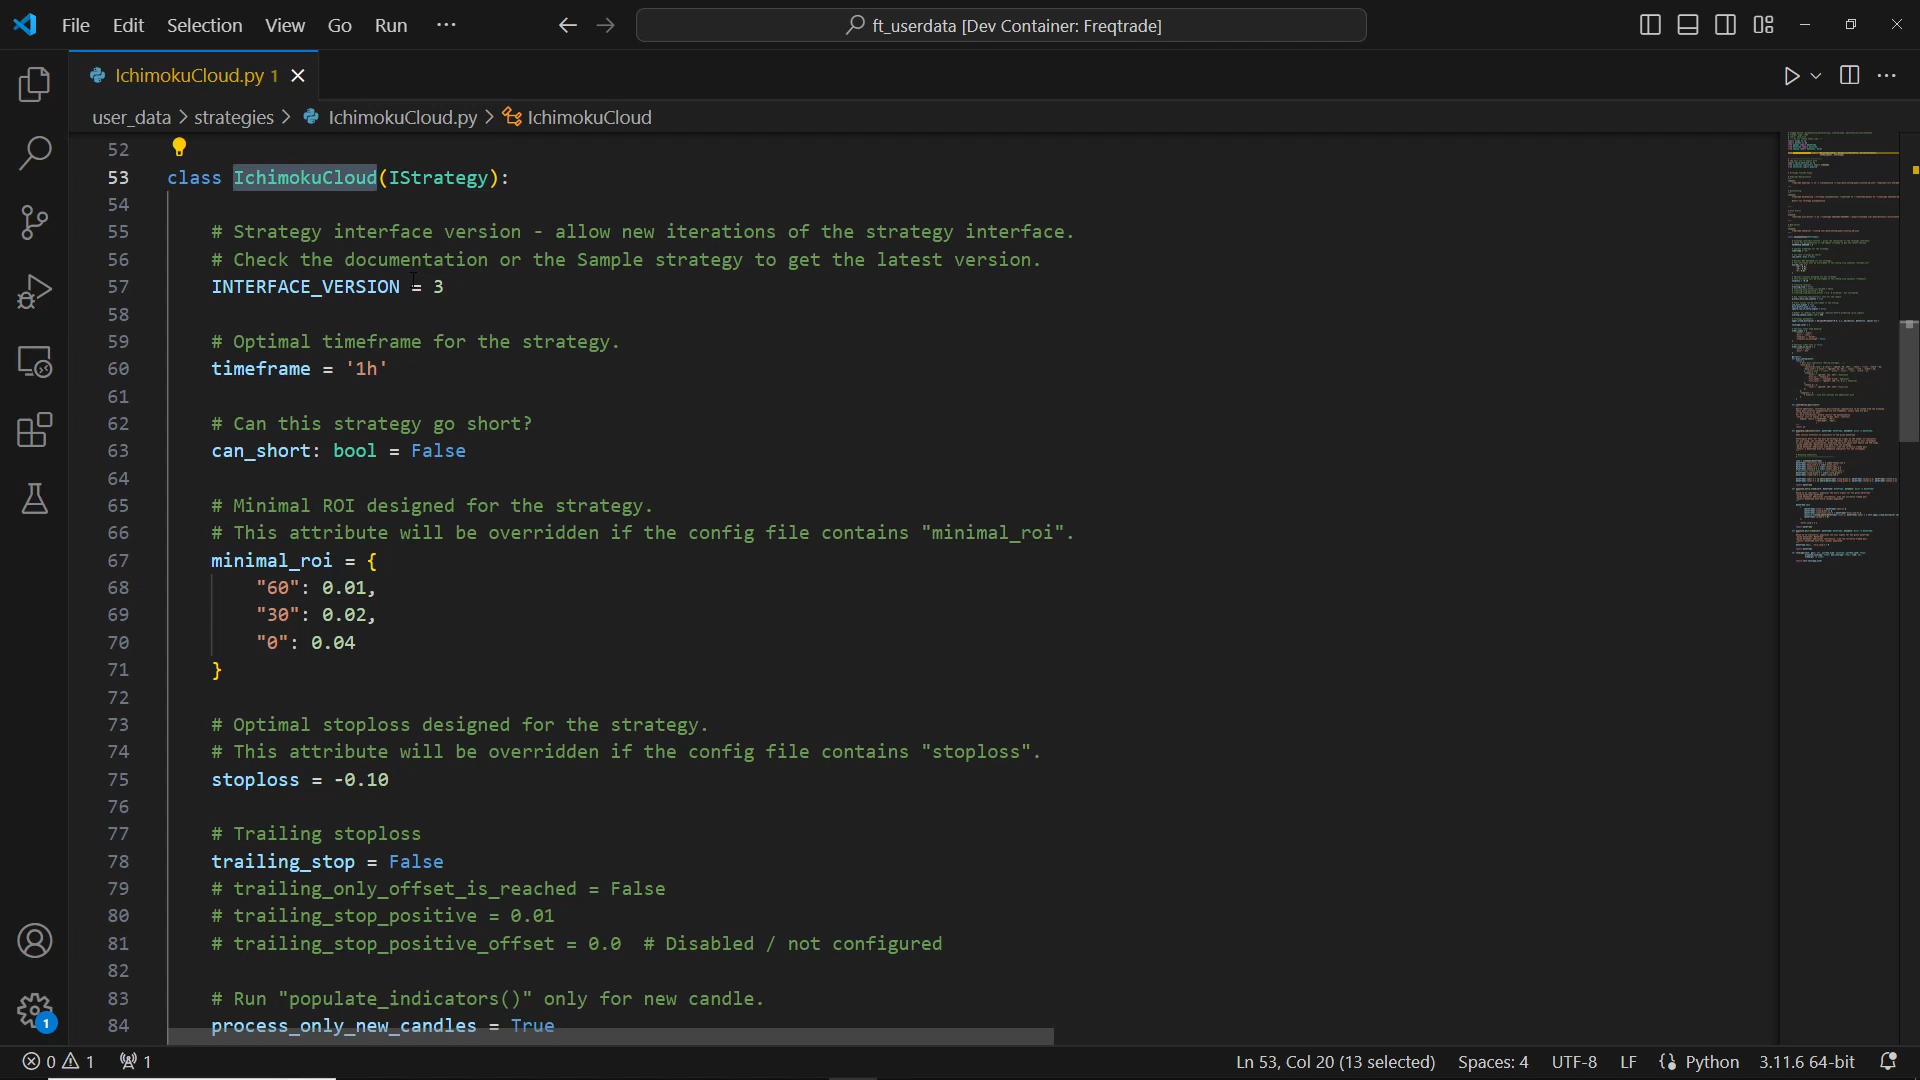 File Edit Selection View Go Run ···
ft_userdata [Dev Container: Freqtrade]
IchimokuCloud.py 1
user_data > strategies > IchimokuCloud.py > IchimokuCloud
52
53 class IchimokuCloud(IStrategy):
54
55 # Strategy interface version - allow new iterations of the strategy interface.
56 # Check the documentation or the Sample strategy to get the latest version.
57 INTERFACE_VERSION = 3
58
59 # Optimal timeframe for the strategy.
60 timeframe = '1h'
61
62 # Can this strategy go short?
63 can_short: bool = False
64
65 # Minimal ROI designed for the strategy.
66 # This attribute will be overridden if the config file contains "minimal_roi".
67 minimal_roi = {
68 "60": 0.01,
69 "30": 0.02,
70 "0": 0.04
71 }
72
73 # Optimal stoploss designed for the strategy.
74 # This attribute will be overridden if the config file contains "stoploss".
75 stoploss = -0.10
76
77 # Trailing stoploss
78 trailing_stop = False
79 # trailing_only_offset_is_reached = False
80 # trailing_stop_positive = 0.01
81 # trailing_stop_positive_offset = 0.0  # Disabled / not configured
82
83 # Run "populate_indicators()" only for new candle.
84 process_only_new_candles = True
1
0 1 1 Ln 53, Col 20 (13 selected) Spaces: 4 UTF-8 LF Python 3.11.6 64-bit